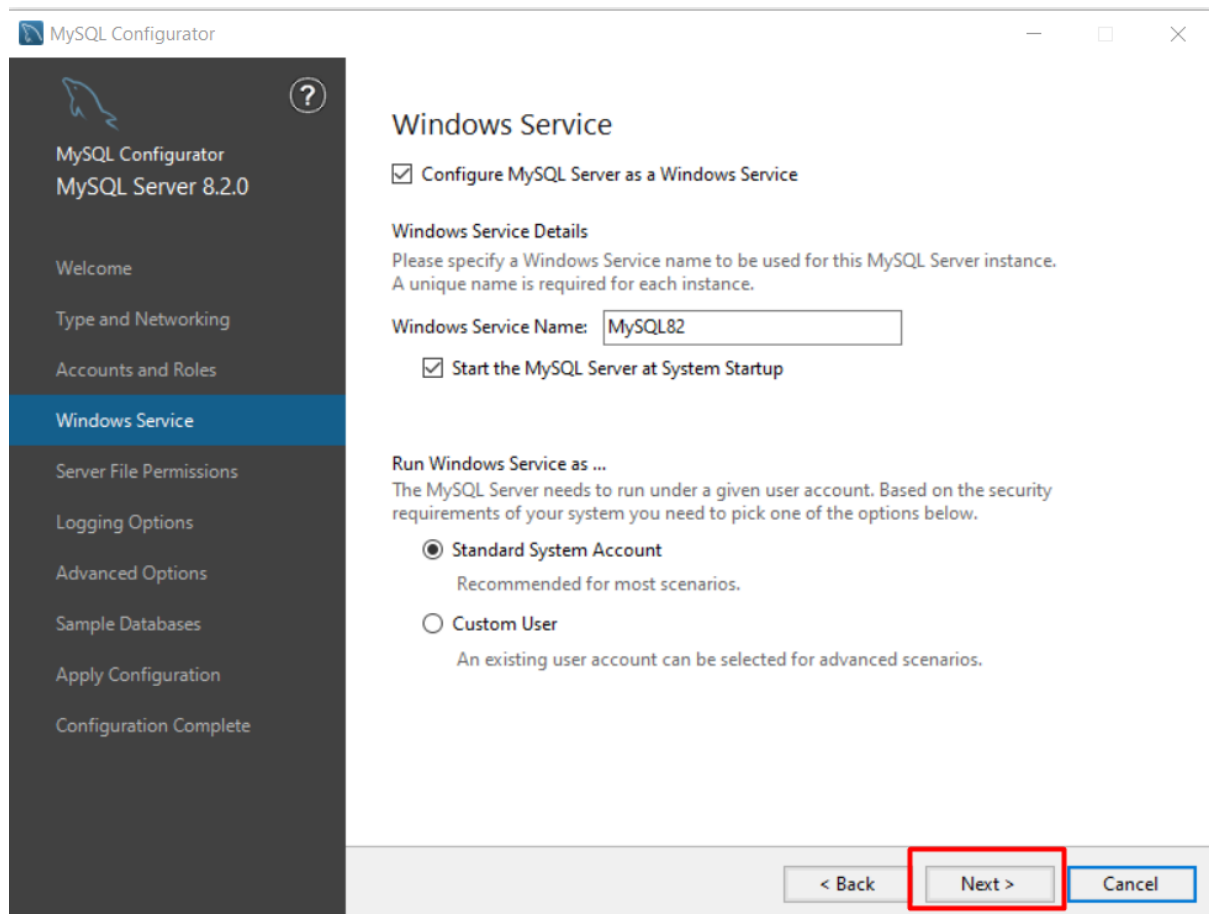 MySQL Configurator
?
MySQL Configurator
MySQL Server 8.2.0
Welcome
Type and Networking
Accounts and Roles
Windows Service
Server File Permissions
Logging Options
Advanced Options
Sample Databases
Apply Configuration
Configuration Complete
Windows Service
Configure MySQL Server as a Windows Service
Windows Service Details
Please specify a Windows Service name to be used for this MySQL Server instance.
A unique name is required for each instance.
Windows Service Name: MySQL82
Start the MySQL Server at System Startup
Run Windows Service as ...
The MySQL Server needs to run under a given user account. Based on the security
requirements of your system you need to pick one of the options below.
Standard System Account
Recommended for most scenarios.
Custom User
An existing user account can be selected for advanced scenarios.
< Back Next > Cancel